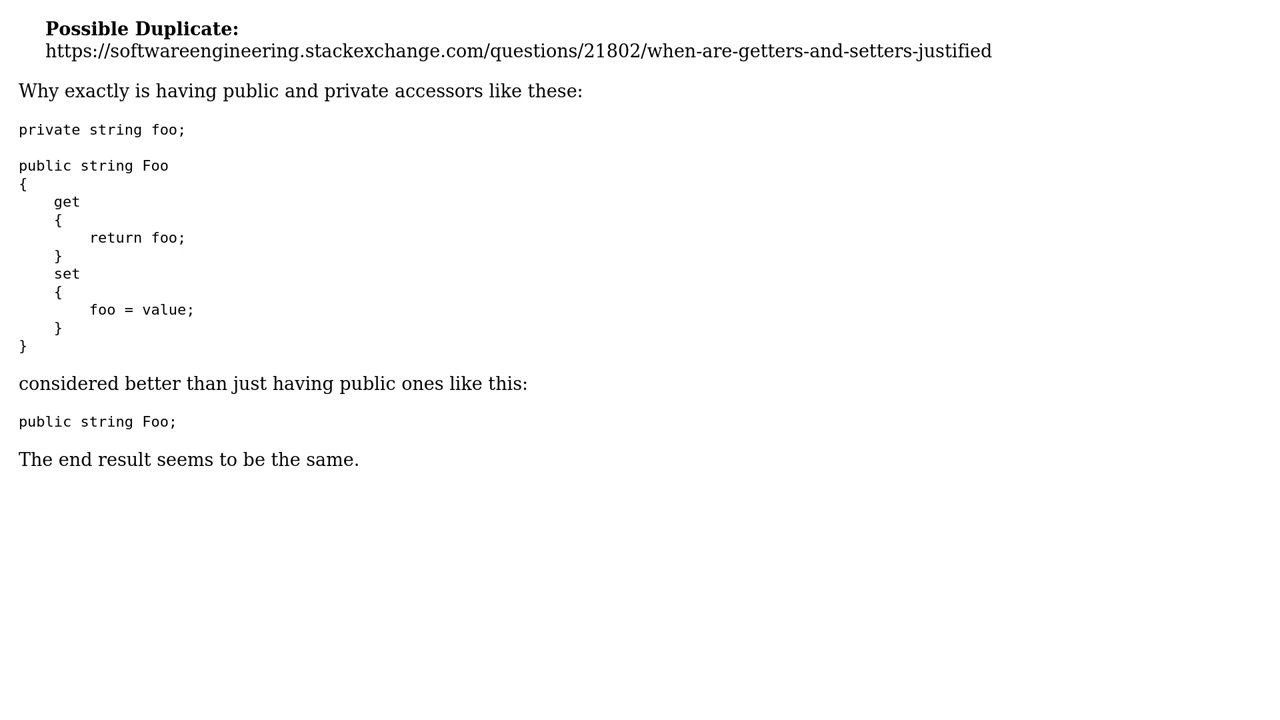 Possible Duplicate:
https://softwareengineering.stackexchange.com/questions/21802/when-are-getters-and-setters-justified
Why exactly is having public and private accessors like these:
private string foo;
public string Foo
{
    get
    {
        return foo;
    }
    set
    {
        foo = value;
    }
}
considered better than just having public ones like this:
public string Foo;
The end result seems to be the same.